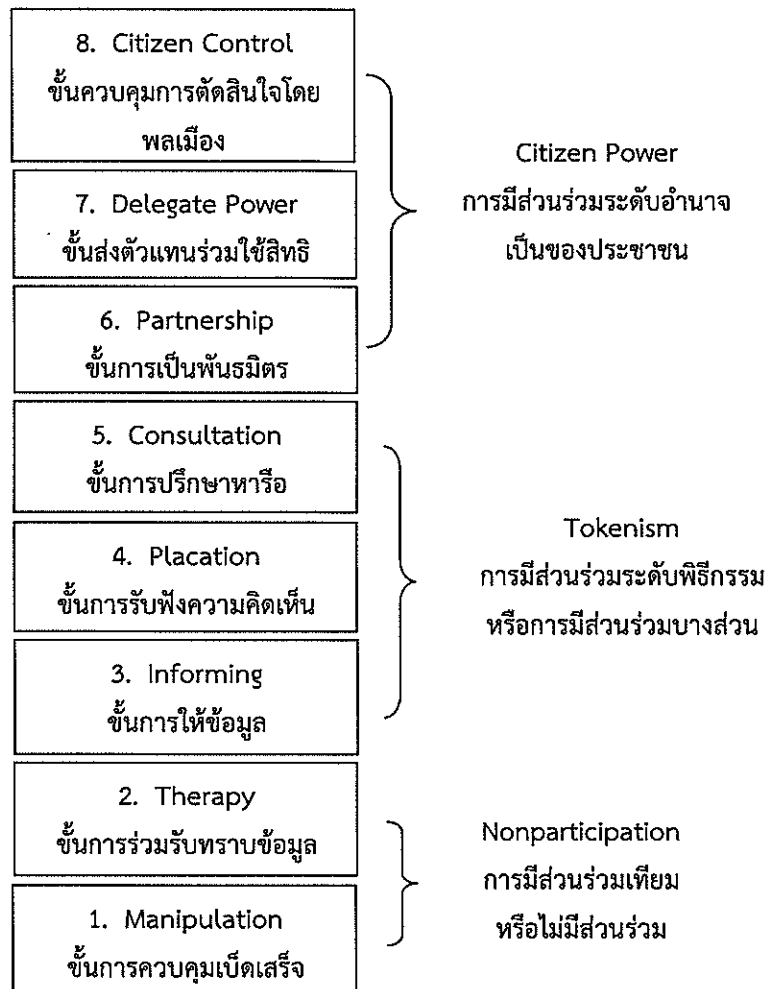 8. Citizen Control
ขั้นควบคุมการตัดสินใจโดย
พลเมือง
7. Delegate Power
ขั้นส่งตัวแทนร่วมใช้สิทธิ
6. Partnership
ขั้นการเป็นพันธมิตร
Citizen Power
การมีส่วนร่วมระดับอำนาจ
เป็นของประชาชน
5. Consultation
ขั้นการปรึกษาหารือ
4. Placation
ขั้นการรับฟังความคิดเห็น
3. Informing
ขั้นการให้ข้อมูล
Tokenism
การมีส่วนร่วมระดับพิธีกรรม
หรือการมีส่วนร่วมบางส่วน
2. Therapy
ขั้นการร่วมรับทราบข้อมูล
1. Manipulation
ขั้นการควบคุมเบ็ดเสร็จ
Nonparticipation
การมีส่วนร่วมเทียม
หรือไม่มีส่วนร่วม